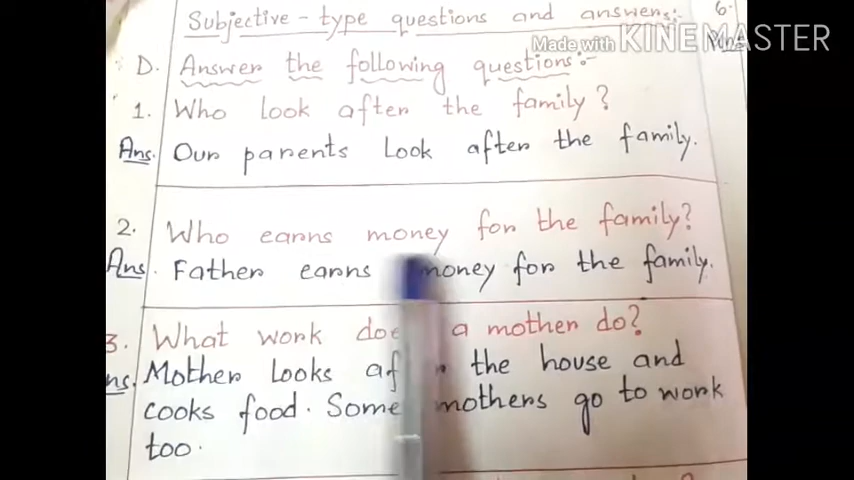 Subjective-type questions and answers:- 6.
Made with KINEMASTER
D. Answer the following questions:-
1. Who look after the family?
Ans. Our parents Look after the family.
2. Who earns money for the family?
Ans. Father earns money for the family.
3. What work does a mother do?
Ans. Mother Looks after the house and
cooks food. Some mothers go to work
too.